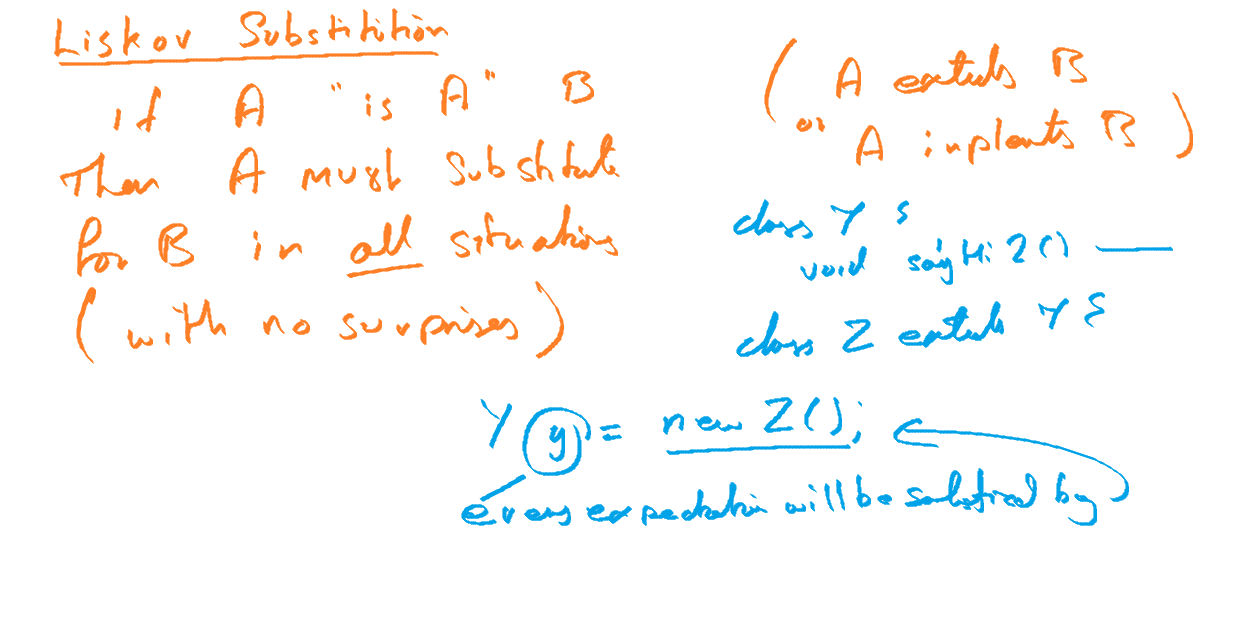 Liskov Substitution
if A "is A" B
Then A must substitute
for B in all situations
(with no surprises)
(A extends B
or A implements B)
class Y {
void sayHi2()
class Z extends Y {
Y y = new Z();
every expectation will be satisfied by